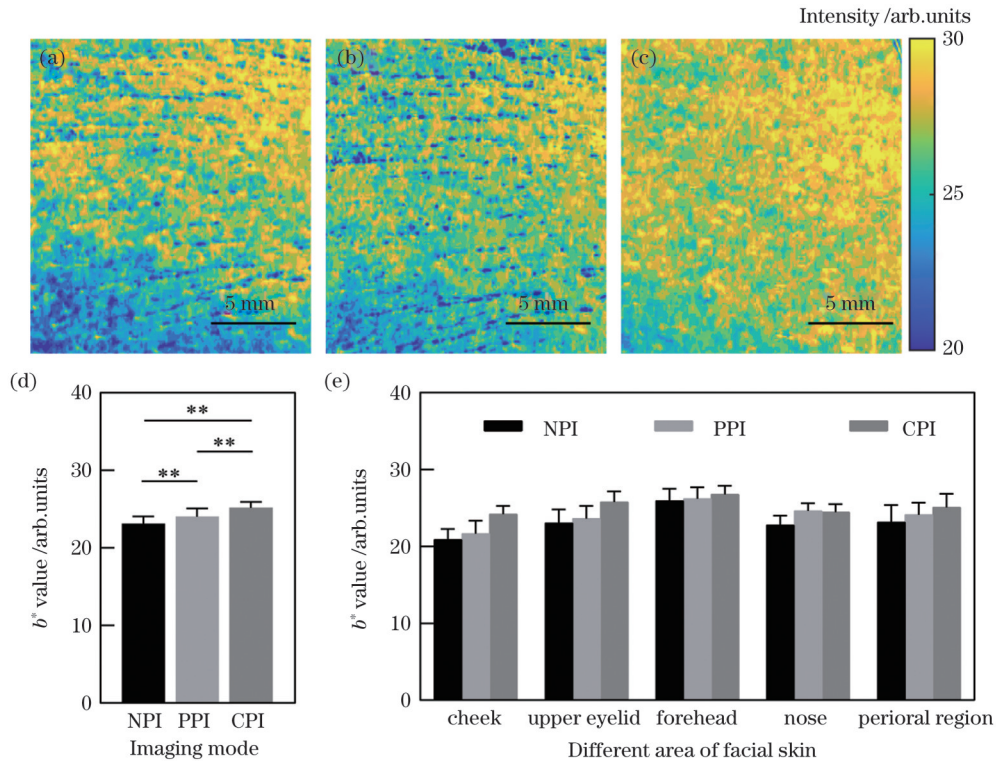 Intensity /arb.units
(a)
(b)
(c)
30
25
20
5 mm
5 mm
5 mm
(d)
40
30
20
10
0
b* value /arb.units
**
**
**
NPI PPI CPI
Imaging mode
(e)
40
30
20
10
0
b* value /arb.units
NPI PPI CPI
cheek upper eyelid forehead nose perioral region
Different area of facial skin